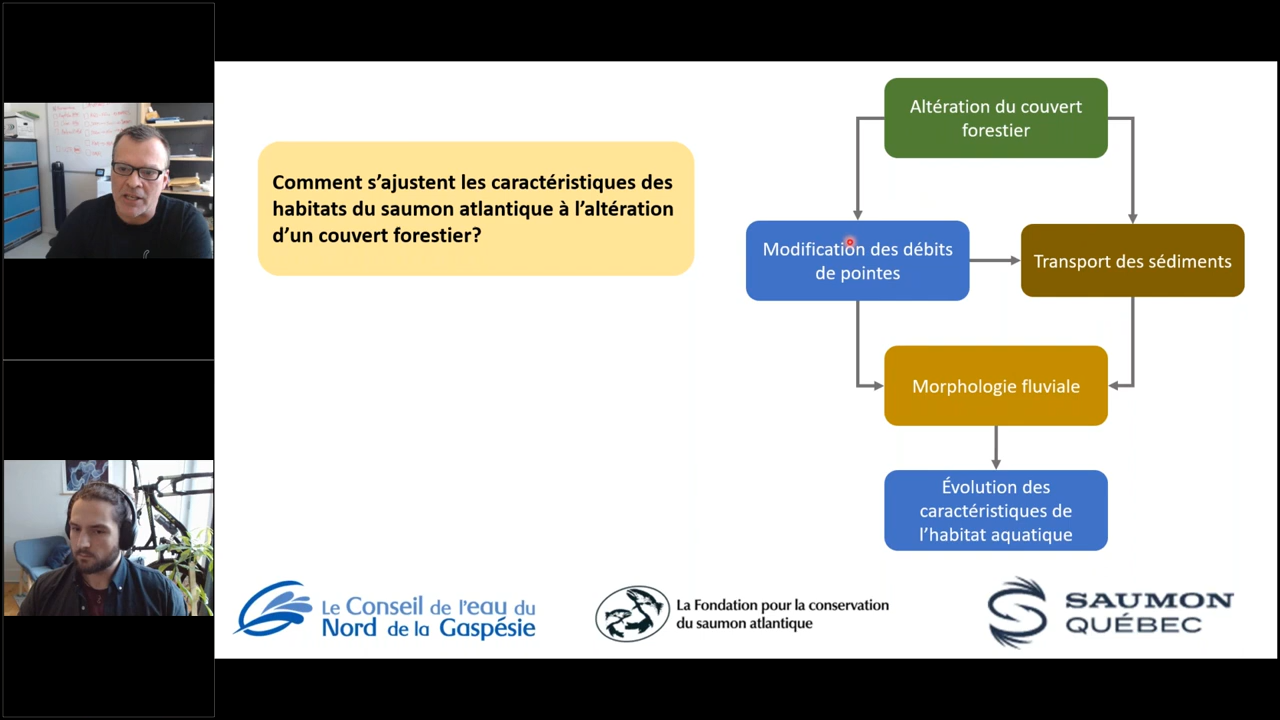 Comment s’ajustent les caractéristiques des
habitats du saumon atlantique à l’altération
d’un couvert forestier?
Altération du couvert
forestier
Modification des débits
de pointes
Transport des sédiments
Morphologie fluviale
Évolution des
caractéristiques de
l’habitat aquatique
Le Conseil de l’eau du
Nord de la Gaspésie
La Fondation pour la conservation
du saumon atlantique
SAUMON
QUÉBEC